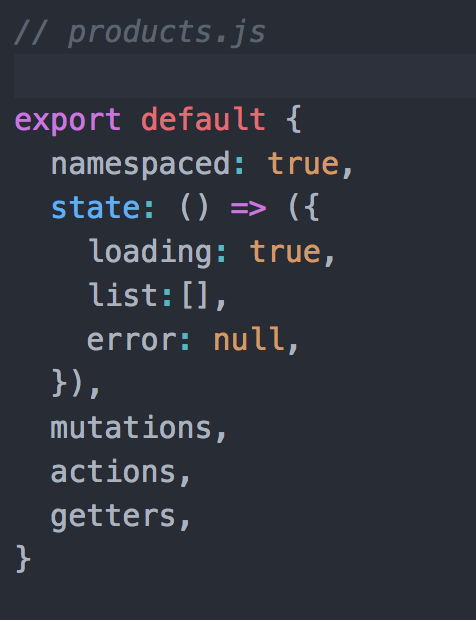 // products.js
export default {
  namespaced: true,
  state: () => ({
    loading: true,
    list:[],
    error: null,
  }),
  mutations,
  actions,
  getters,
}